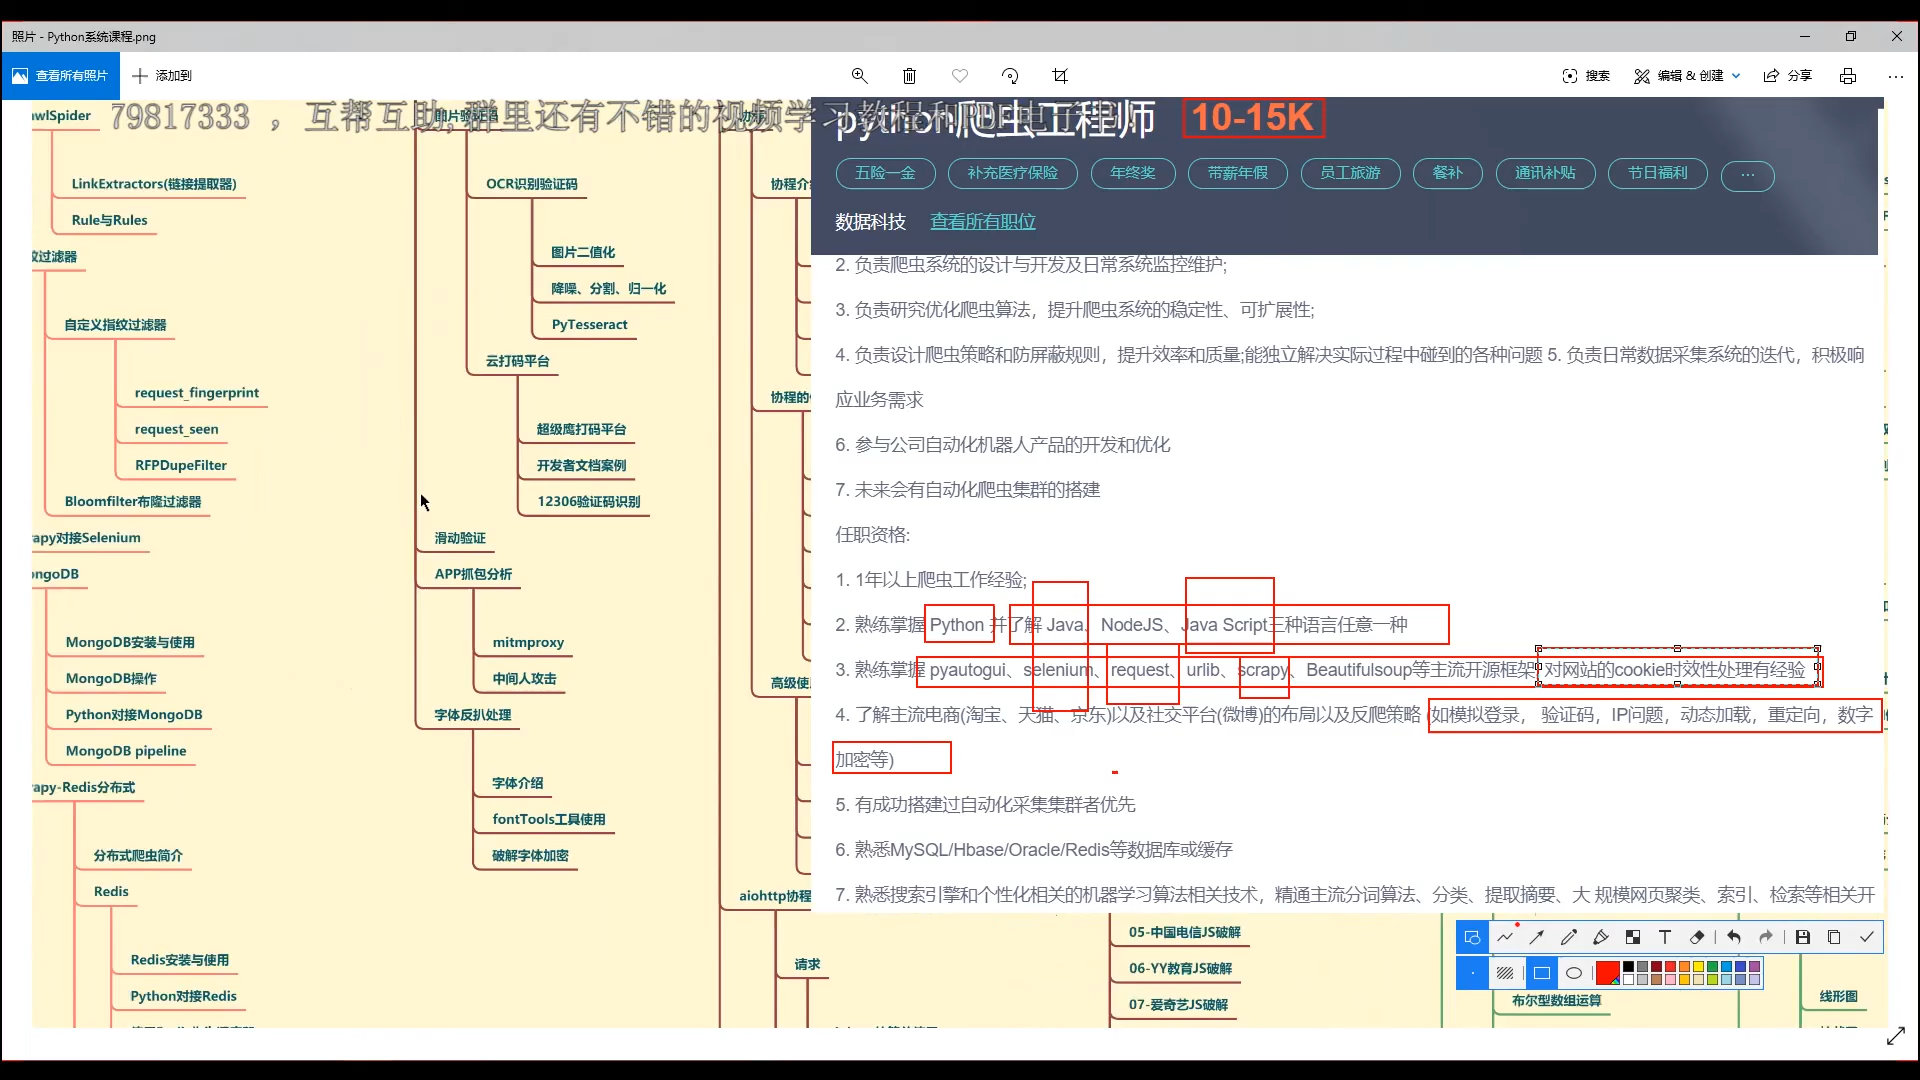 照片 - Python系统课程.png
查看所有照片
添加到
搜索
编辑 & 创建
分享
79817333 ， 互帮互助,群里还有不错的视频学习教程和PDF电子书!
LinkExtractors(链接提取器)
Rule与Rules
自定义指纹过滤器
request_fingerprint
request_seen
RFPDupeFilter
Bloomfilter布隆过滤器
MongoDB安装与使用
MongoDB操作
Python对接MongoDB
MongoDB pipeline
分布式爬虫简介
Redis
Redis安装与使用
Python对接Redis
OCR识别验证码
图片二值化
降噪、分割、归一化
PyTesseract
云打码平台
超级鹰打码平台
开发者文档案例
12306验证码识别
滑动验证
APP抓包分析
mitmproxy
中间人攻击
字体反扒处理
字体介绍
fontTools工具使用
破解字体加密
协程介绍
协程的
高级使
aiohttp协程
请求
python爬虫工程师 10-15K
五险一金 补充医疗保险 年终奖 带薪年假 员工旅游 餐补 通讯补贴 节日福利 ...
数据科技 查看所有职位
2. 负责爬虫系统的设计与开发及日常系统监控维护;
3. 负责研究优化爬虫算法，提升爬虫系统的稳定性、可扩展性;
4. 负责设计爬虫策略和防屏蔽规则，提升效率和质量;能独立解决实际过程中碰到的各种问题 5. 负责日常数据采集系统的迭代，积极响
应业务需求
6. 参与公司自动化机器人产品的开发和优化
7. 未来会有自动化爬虫集群的搭建
任职资格:
1. 1年以上爬虫工作经验;
2. 熟练掌握 Python 并了解 Java、NodeJS、Java Script三种语言任意一种
3. 熟练掌握 pyautogui、selenium、request、urlib、scrapy、Beautifulsoup等主流开源框架 对网站的cookie时效性处理有经验
4. 了解主流电商(淘宝、天猫、京东)以及社交平台(微博)的布局以及反爬策略 (如模拟登录， 验证码，IP问题，动态加载，重定向，数字
加密等)
5. 有成功搭建过自动化采集集群者优先
6. 熟悉MySQL/Hbase/Oracle/Redis等数据库或缓存
7. 熟悉搜索引擎和个性化相关的机器学习算法相关技术，精通主流分词算法、分类、提取摘要、大 规模网页聚类、索引、检索等相关开
05-中国电信JS破解
06-YY教育JS破解
07-爱奇艺JS破解
布尔型数组运算
线形图